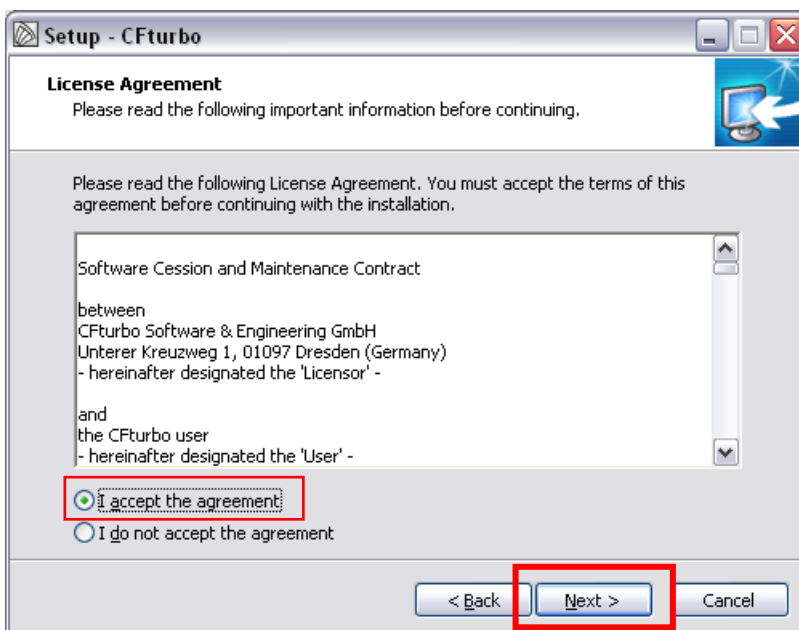 Setup - CFturbo
License Agreement
Please read the following important information before continuing.
Please read the following License Agreement. You must accept the terms of this
agreement before continuing with the installation.
Software Cession and Maintenance Contract
between
CFturbo Software & Engineering GmbH
Unterer Kreuzweg 1, 01097 Dresden (Germany)
- hereinafter designated the 'Licensor' -
and
the CFturbo user
- hereinafter designated the 'User' -
I accept the agreement
I do not accept the agreement
< Back Next > Cancel